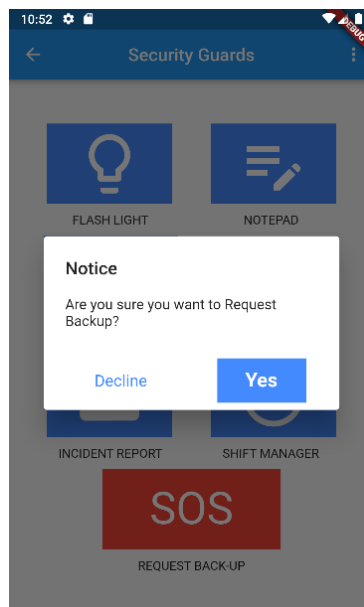 10:52
DEBUG
Security Guards
FLASH LIGHT
NOTEPAD
Notice
Are you sure you want to Request
Backup?
Decline
Yes
INCIDENT REPORT
SHIFT MANAGER
SOS
REQUEST BACK-UP